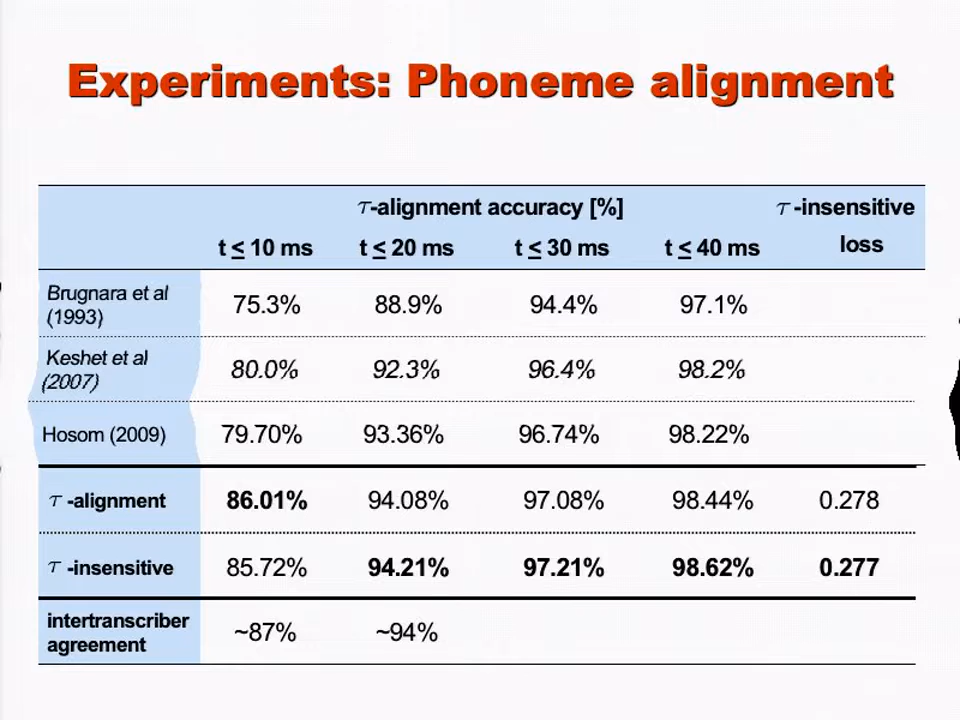 Experiments: Phoneme alignment
τ-alignment accuracy [%] τ -insensitive
t ≤ 10 ms t ≤ 20 ms t ≤ 30 ms t ≤ 40 ms loss
Brugnara et al
(1993) 75.3% 88.9% 94.4% 97.1%
Keshet et al
(2007) 80.0% 92.3% 96.4% 98.2%
Hosom (2009) 79.70% 93.36% 96.74% 98.22%
τ -alignment 86.01% 94.08% 97.08% 98.44% 0.278
τ -insensitive 85.72% 94.21% 97.21% 98.62% 0.277
intertranscriber
agreement ~87% ~94%